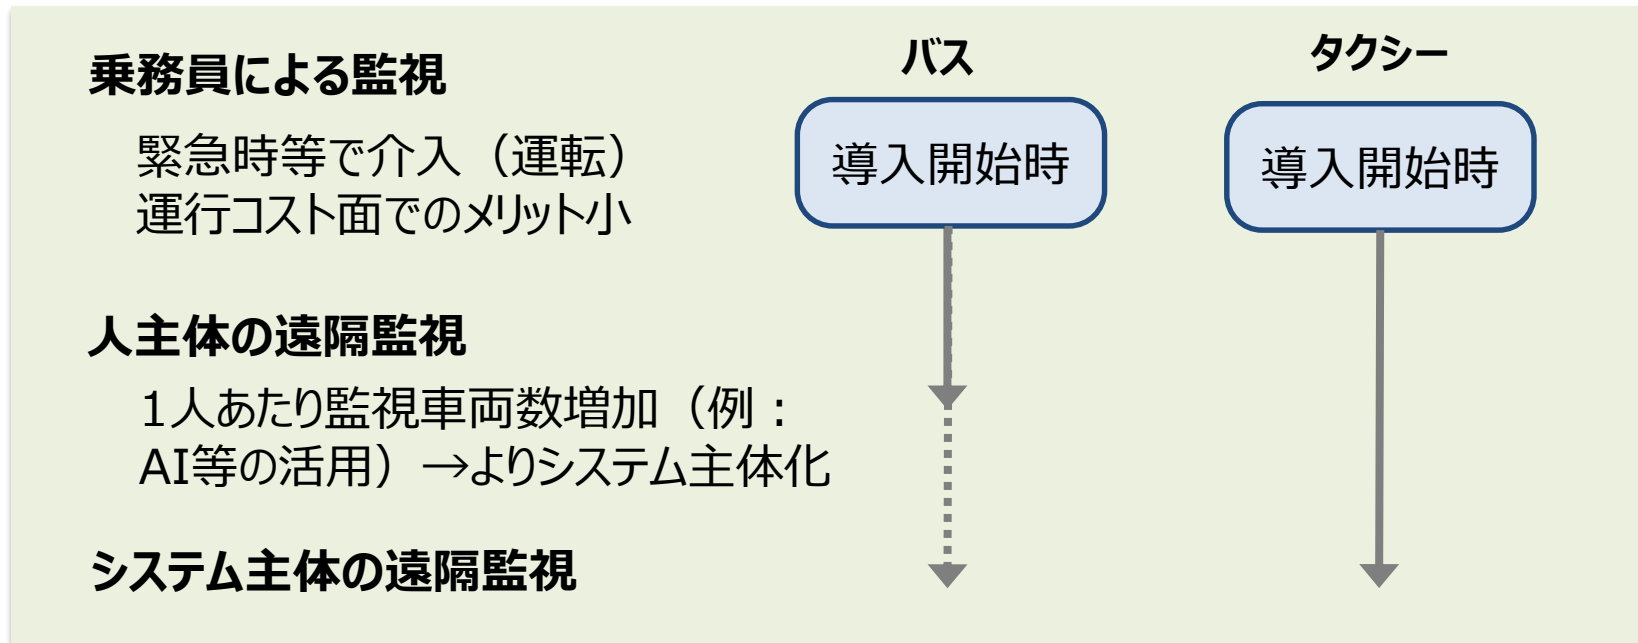 乗務員による監視
緊急時等で介入（運転）
運行コスト面でのメリット小
バス
タクシー
導入開始時
導入開始時
人主体の遠隔監視
1人あたり監視車両数増加（例：
AI等の活用）→よりシステム主体化
システム主体の遠隔監視